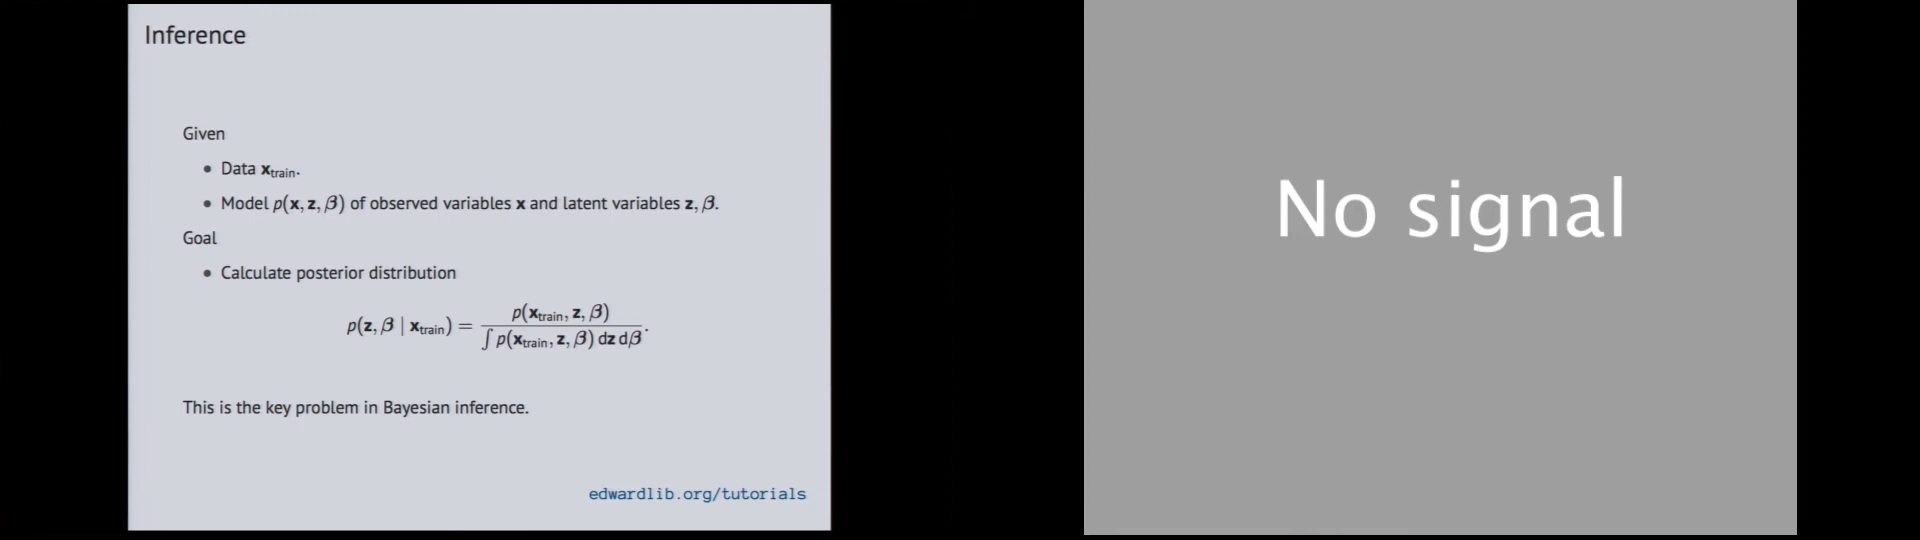 Inference
Given
• Data x_train.
• Model p(x, z, β) of observed variables x and latent variables z, β.
Goal
• Calculate posterior distribution
p(z, β | x_train) = p(x_train, z, β) / ∫ p(x_train, z, β) dz dβ.
This is the key problem in Bayesian inference.
edwardlib.org/tutorials
No signal